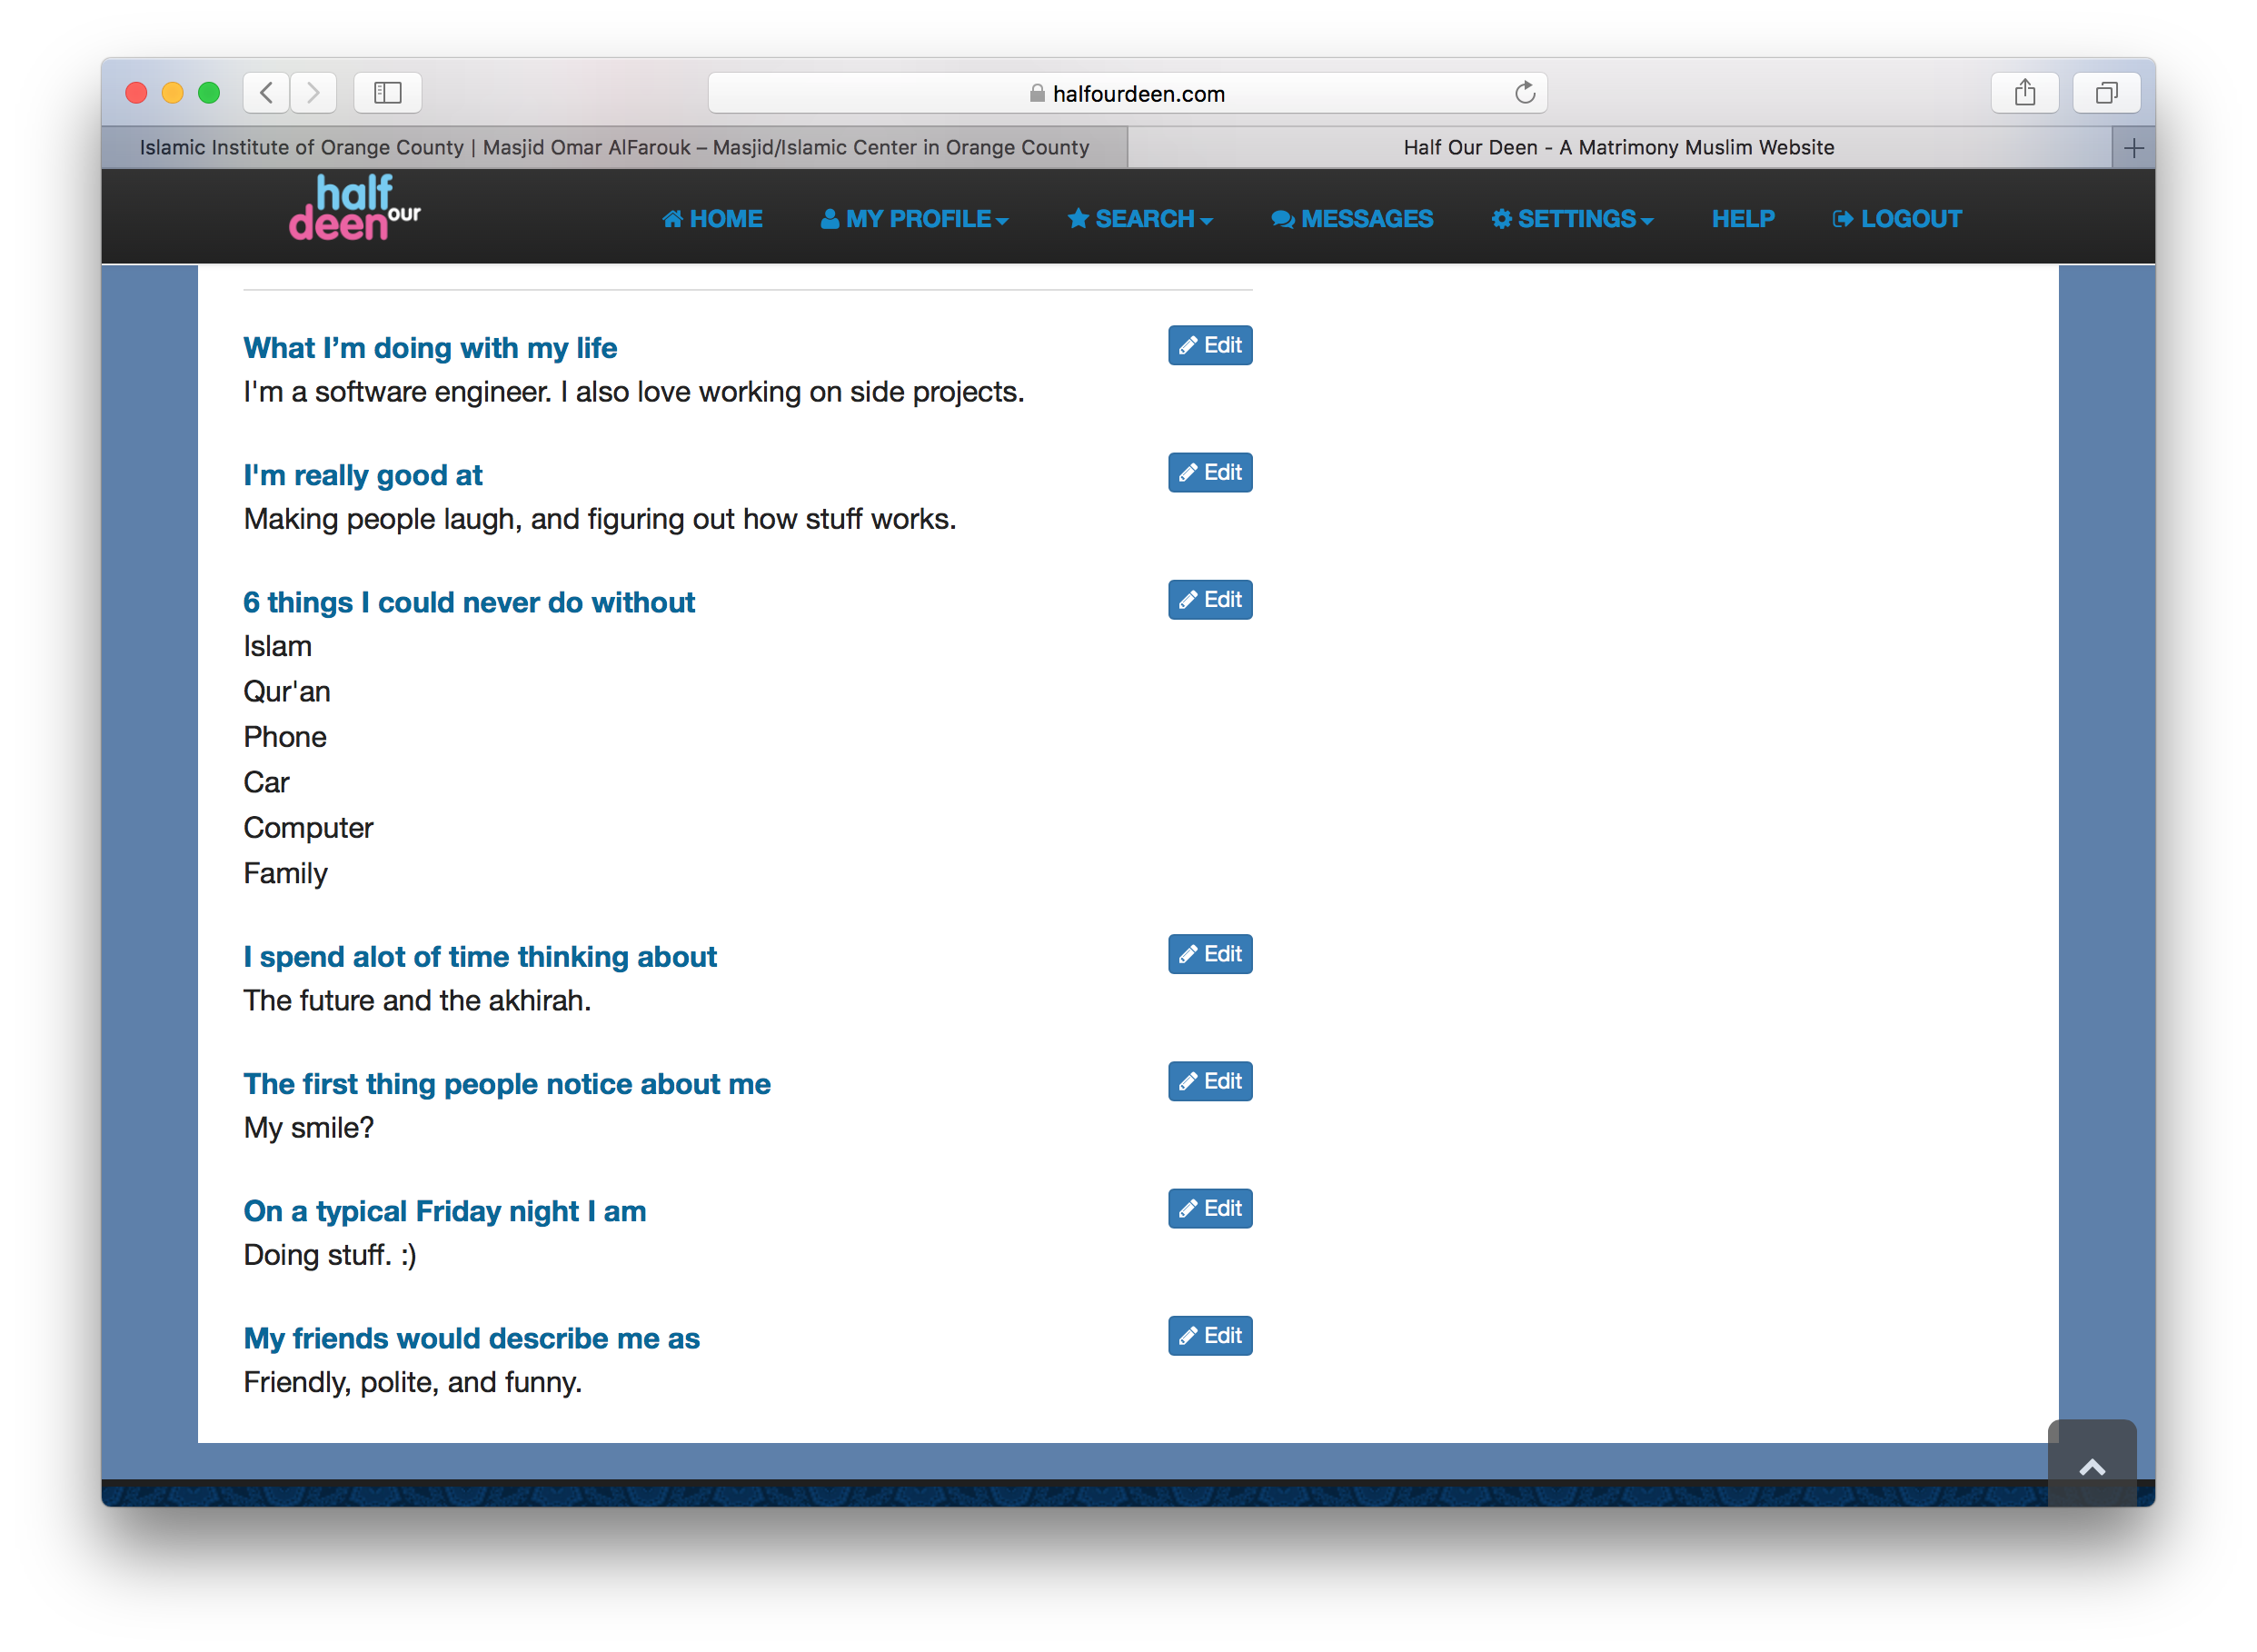 halfourdeen.com
Islamic Institute of Orange County | Masjid Omar AlFarouk – Masjid/Islamic Center in Orange County
Half Our Deen - A Matrimony Muslim Website
half
deen our
HOME
MY PROFILE
SEARCH
MESSAGES
SETTINGS
HELP
LOGOUT
What I’m doing with my life
Edit
I'm a software engineer. I also love working on side projects.
I'm really good at
Edit
Making people laugh, and figuring out how stuff works.
6 things I could never do without
Edit
Islam
Qur'an
Phone
Car
Computer
Family
I spend alot of time thinking about
Edit
The future and the akhirah.
The first thing people notice about me
Edit
My smile?
On a typical Friday night I am
Edit
Doing stuff. :)
My friends would describe me as
Edit
Friendly, polite, and funny.